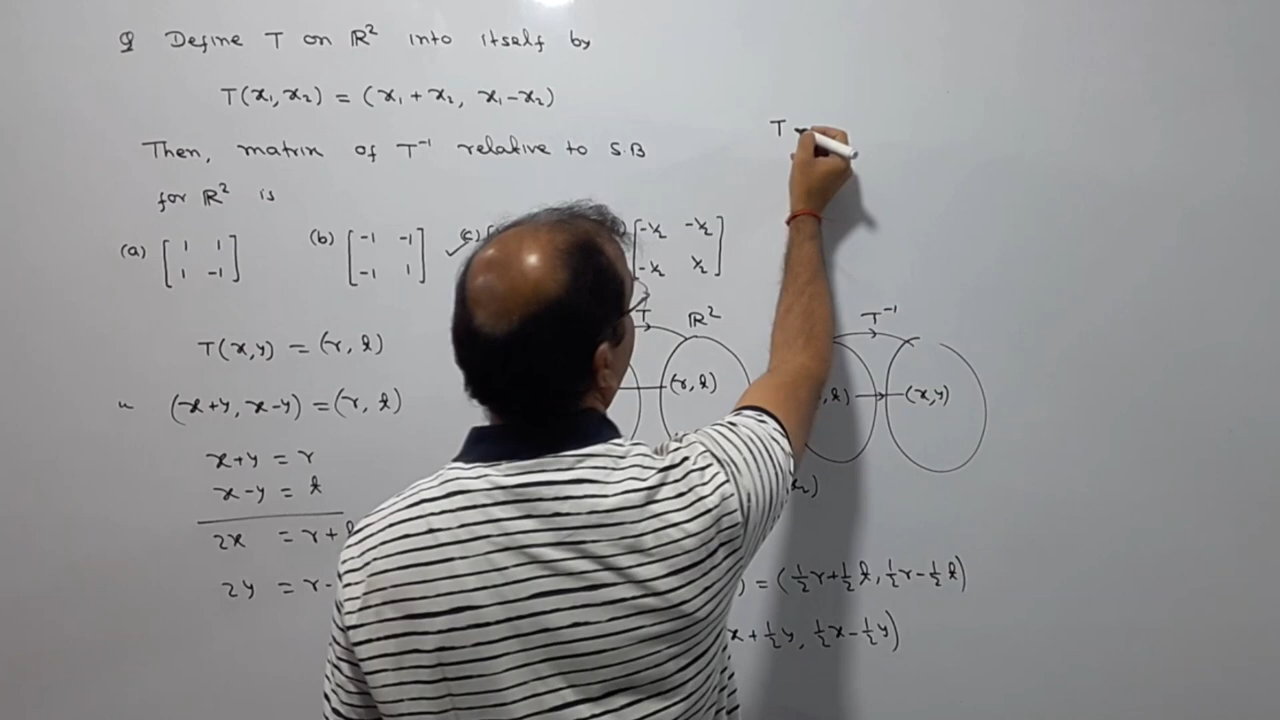 Q Define T on ℝ² into itself by
T(x₁, x₂) = (x₁ + x₂, x₁ - x₂)
Then, matrix of T⁻¹ relative to S.B
for ℝ² is
(a) [1 1; 1 -1] (b) [-1 -1; -1 1] ✓(c) [-½ -½; -½ ½]
T(x,y) = (r, k)
(x+y, x-y) = (r, k)
x+y = r
x-y = k
2x = r+
2y = r-
T ℝ²
(r, k)
T⁻¹
, k) (x,y)
) = (½r+½k, ½r-½k)
x+½y, ½x-½y)
T